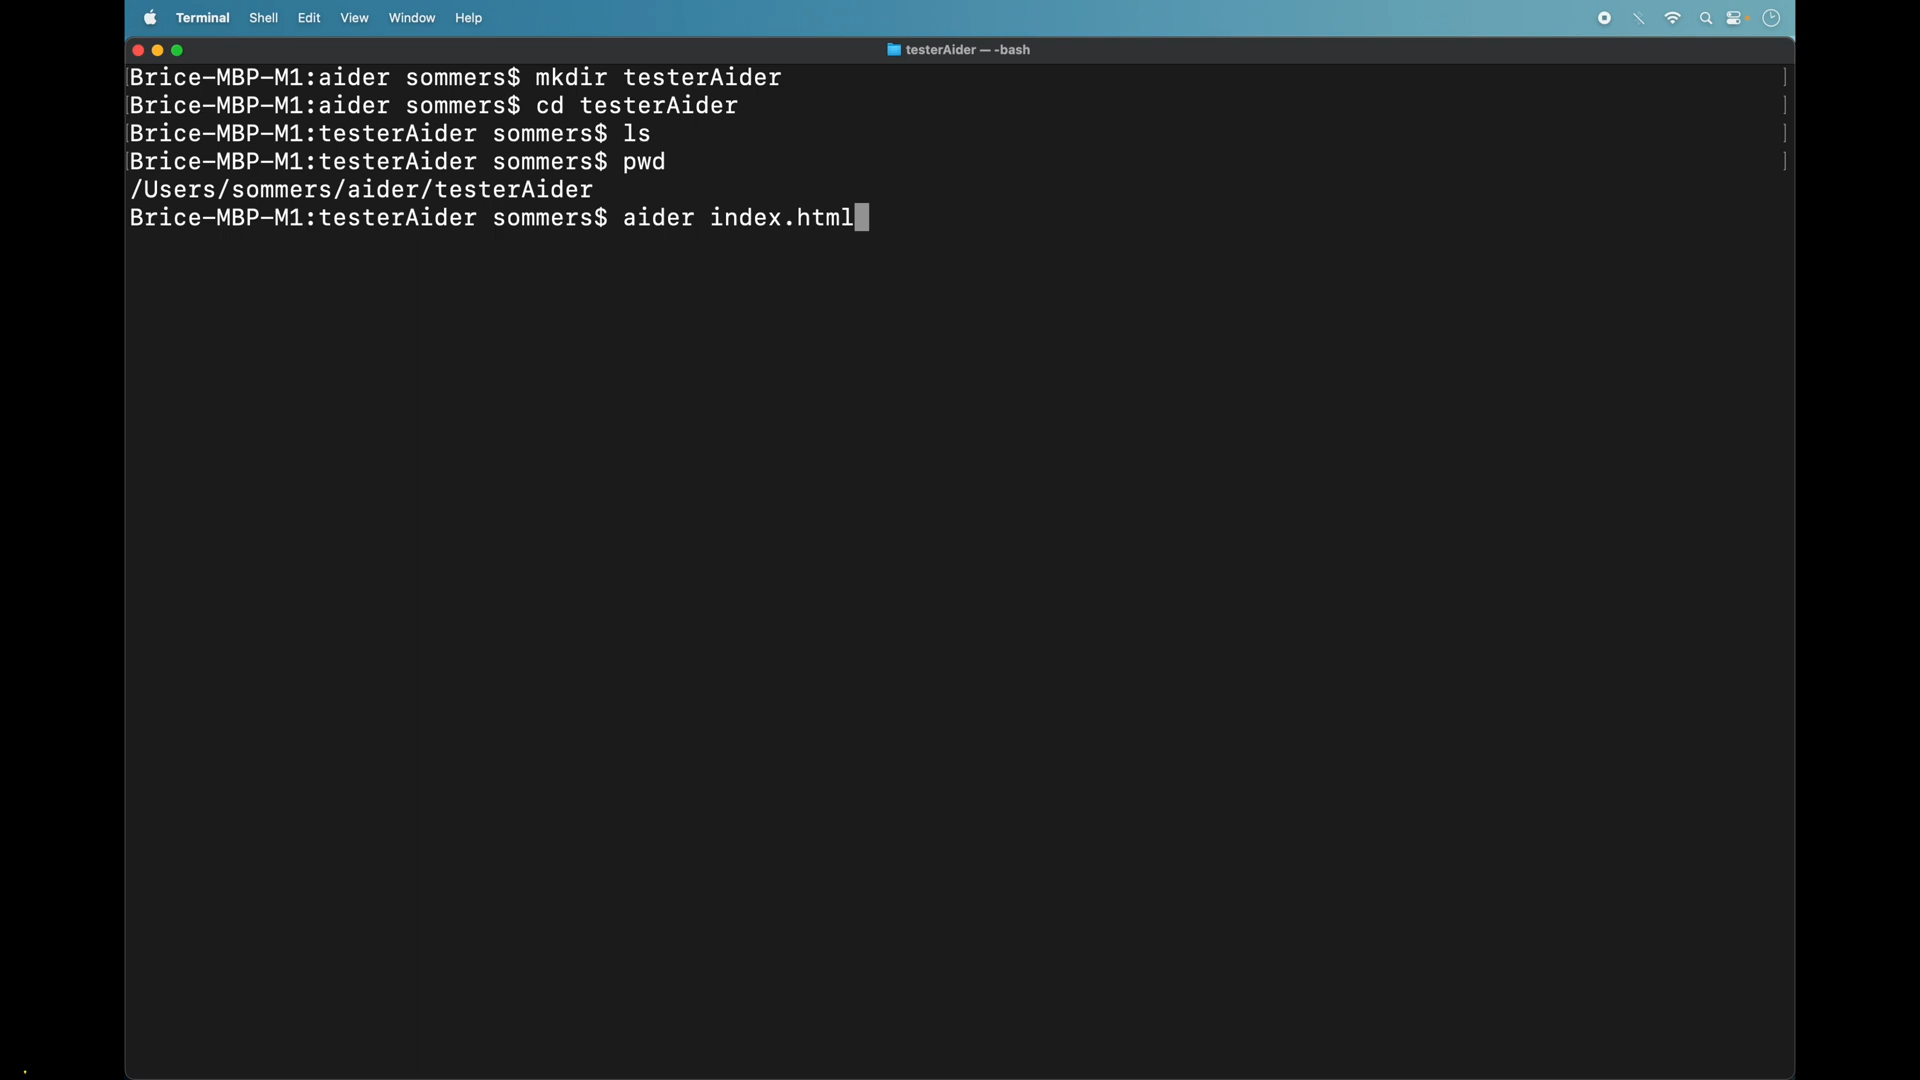 Terminal Shell Edit View Window Help
testerAider — -bash
[Brice-MBP-M1:aider sommers$ mkdir testerAider ]
[Brice-MBP-M1:aider sommers$ cd testerAider ]
[Brice-MBP-M1:testerAider sommers$ ls ]
[Brice-MBP-M1:testerAider sommers$ pwd ]
/Users/sommers/aider/testerAider
Brice-MBP-M1:testerAider sommers$ aider index.html